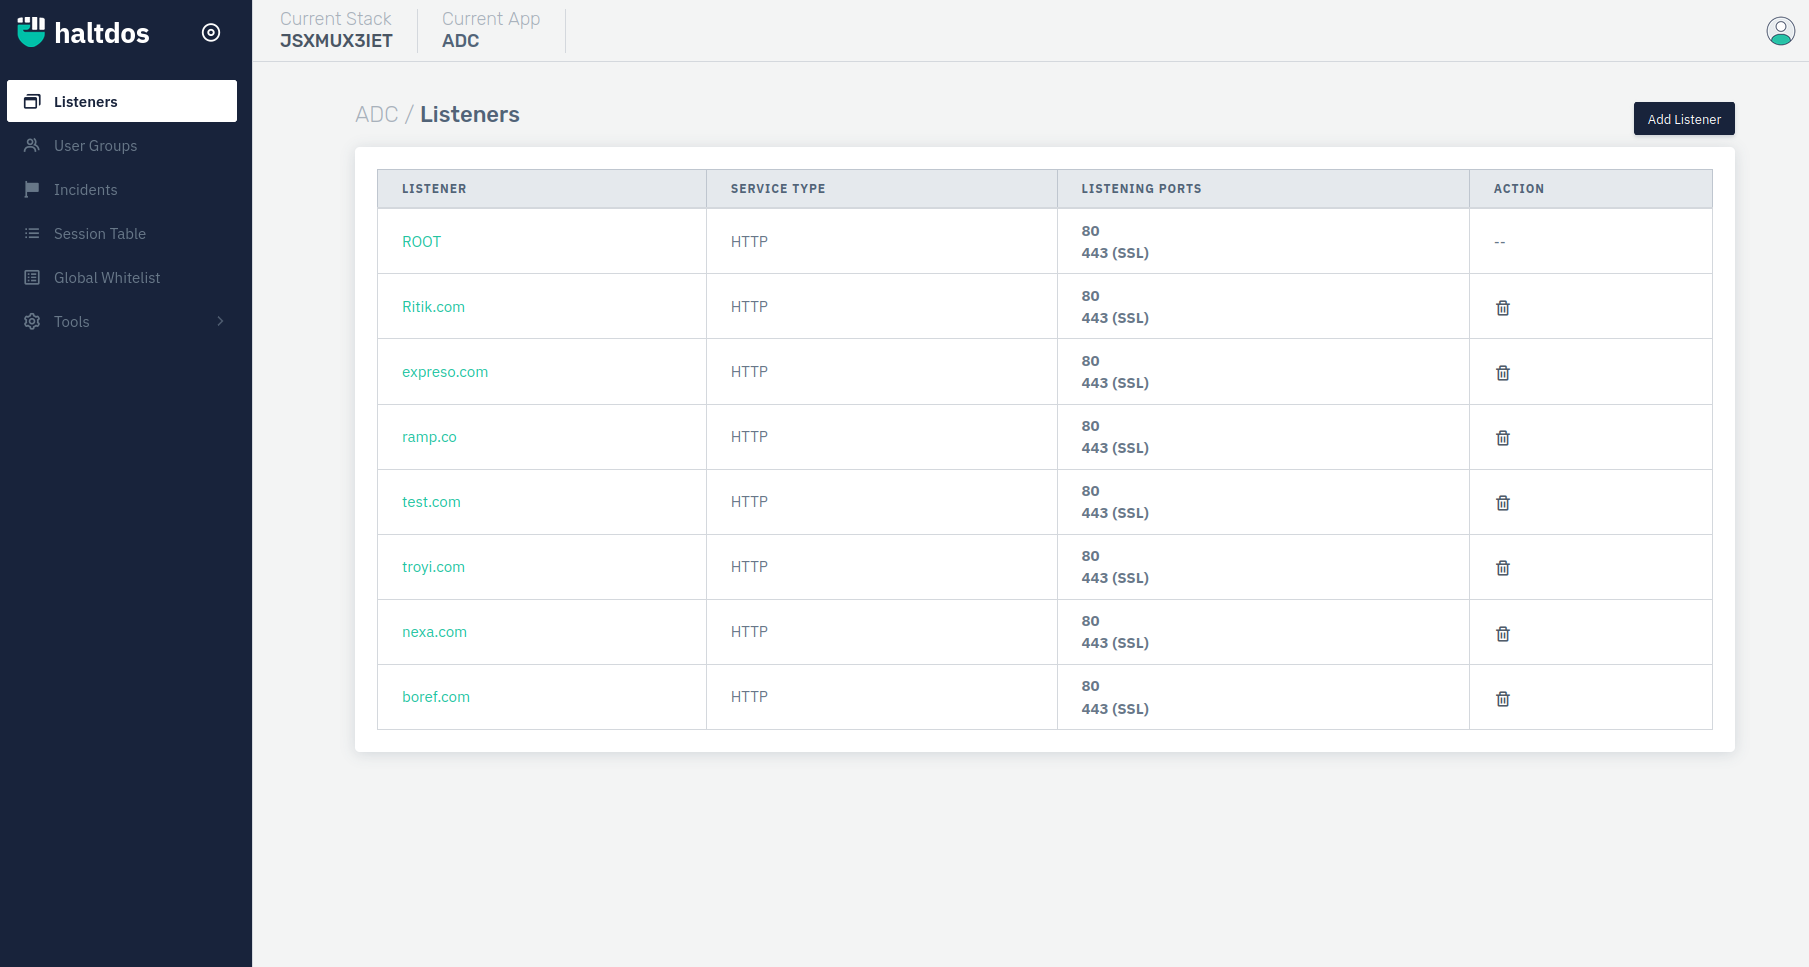 haltdos
Current Stack
JSXMUX3IET
Current App
ADC
Listeners
User Groups
Incidents
Session Table
Global Whitelist
Tools
ADC / Listeners
Add Listener
LISTENER SERVICE TYPE LISTENING PORTS ACTION
ROOT HTTP 80
443 (SSL) --
Ritik.com HTTP 80
443 (SSL)
expreso.com HTTP 80
443 (SSL)
ramp.co HTTP 80
443 (SSL)
test.com HTTP 80
443 (SSL)
troyi.com HTTP 80
443 (SSL)
nexa.com HTTP 80
443 (SSL)
boref.com HTTP 80
443 (SSL)